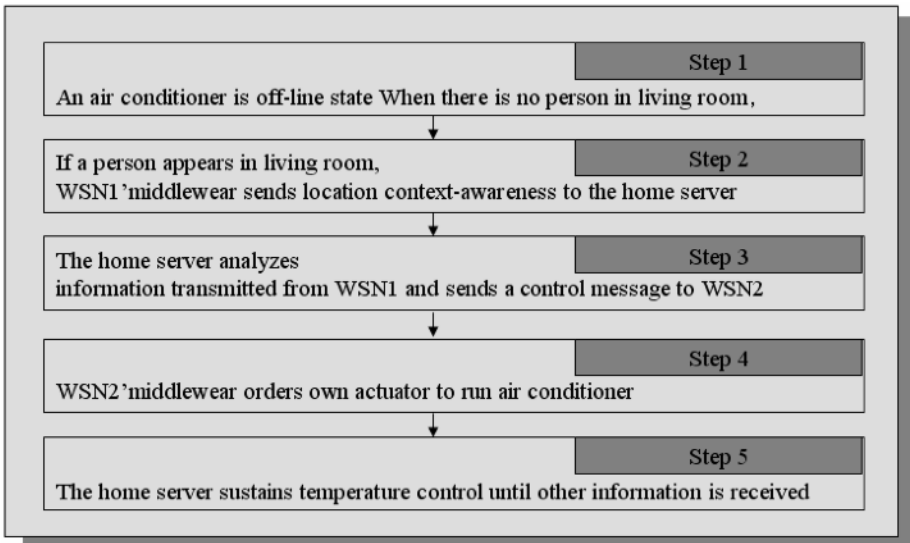 Step 1
An air conditioner is off-line state When there is no person in living room,
Step 2
If a person appears in living room,
WSN1’middlewear sends location context-awareness to the home server
Step 3
The home server analyzes
information transmitted from WSN1 and sends a control message to WSN2
Step 4
WSN2’middlewear orders own actuator to run air conditioner
Step 5
The home server sustains temperature control until other information is received